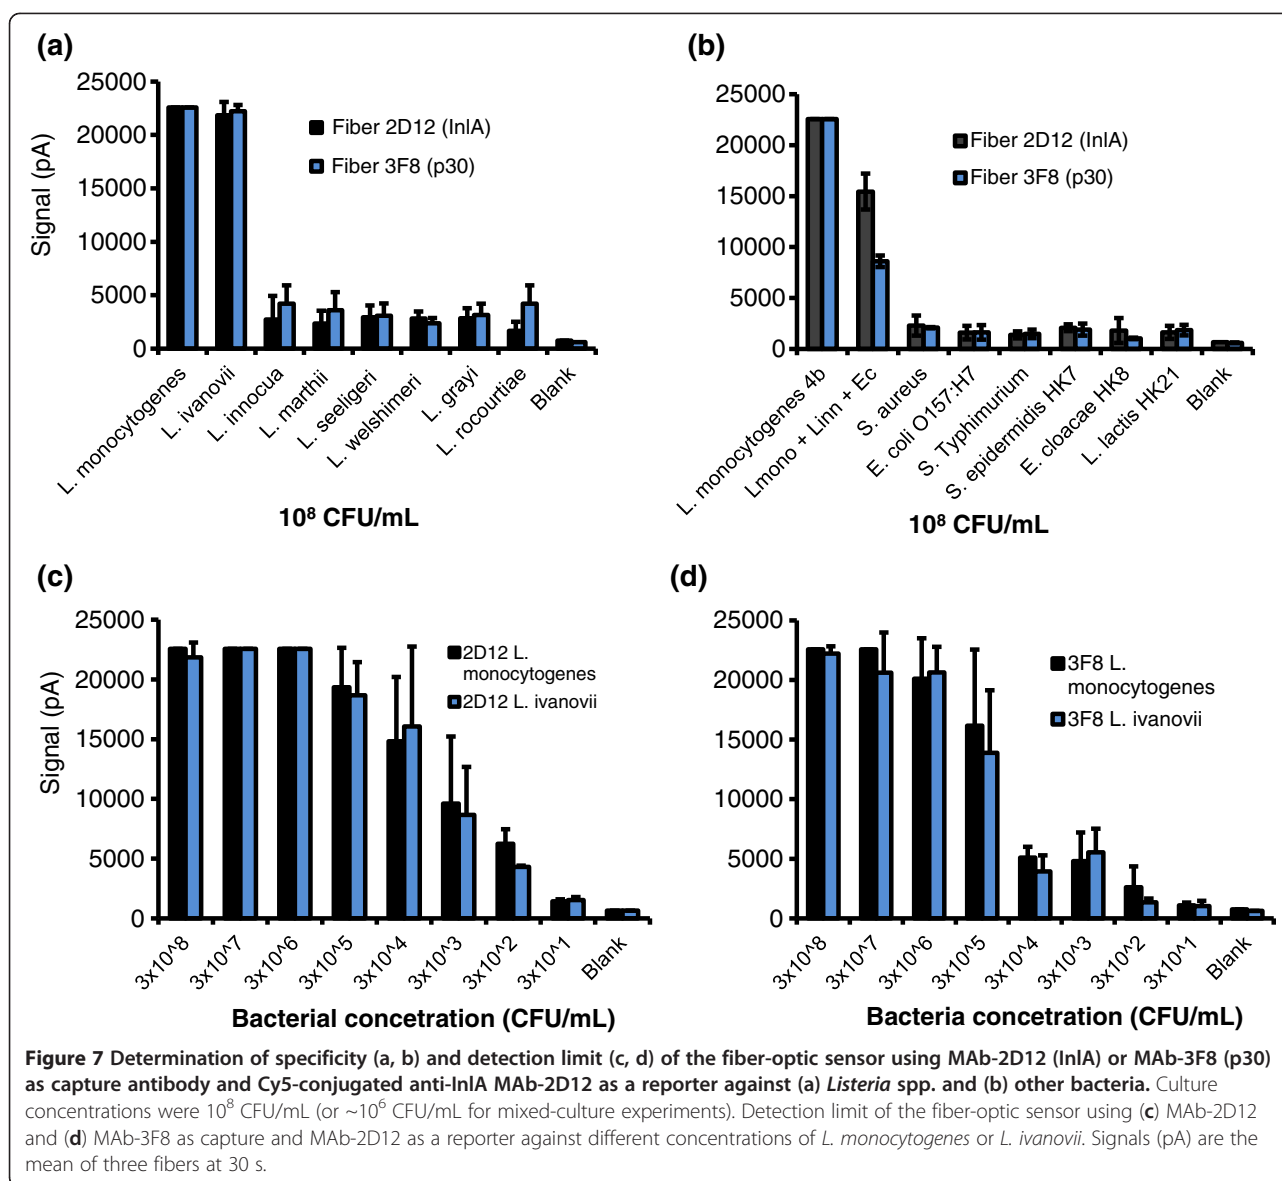 (a)
25000
20000
15000
10000
5000
0
Signal (pA)
Fiber 2D12 (InlA)
Fiber 3F8 (p30)
L. monocytogenes
L. ivanovii
L. innocua
L. marthii
L. seeligeri
L. welshimeri
L. grayi
L. rocourtiae
Blank
10⁸ CFU/mL
(b)
25000
20000
15000
10000
5000
0
Fiber 2D12 (InlA)
Fiber 3F8 (p30)
L. monocytogenes 4b
Lmono + Linn + Ec
S. aureus
E. coli O157:H7
S. Typhimurium
S. epidermidis HK7
E. cloacae HK8
L. lactis HK21
Blank
10⁸ CFU/mL
(c)
25000
20000
15000
10000
5000
0
Signal (pA)
2D12 L.
monocytogenes
2D12 L. ivanovii
3x10^8
3x10^7
3x10^6
3x10^5
3x10^4
3x10^3
3x10^2
3x10^1
Blank
Bacterial concetration (CFU/mL)
(d)
25000
20000
15000
10000
5000
0
3F8 L.
monocytogenes
3F8 L. ivanovii
3x10^8
3x10^7
3x10^6
3x10^5
3x10^4
3x10^3
3x10^2
3x10^1
Blank
Bacteria concetration (CFU/mL)
Figure 7 Determination of specificity (a, b) and detection limit (c, d) of the fiber-optic sensor using MAb-2D12 (InlA) or MAb-3F8 (p30)
as capture antibody and Cy5-conjugated anti-InlA MAb-2D12 as a reporter against (a) Listeria spp. and (b) other bacteria. Culture
concentrations were 10⁸ CFU/mL (or ~10⁶ CFU/mL for mixed-culture experiments). Detection limit of the fiber-optic sensor using (c) MAb-2D12
and (d) MAb-3F8 as capture and MAb-2D12 as a reporter against different concentrations of L. monocytogenes or L. ivanovii. Signals (pA) are the
mean of three fibers at 30 s.